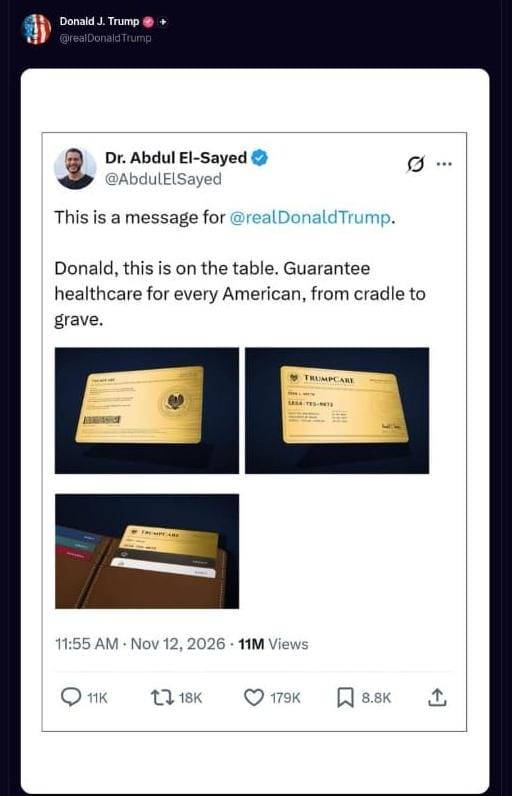 Donald J. Trump
@realDonaldTrump
Dr. Abdul El-Sayed
@AbdulElSayed
This is a message for @realDonaldTrump.
Donald, this is on the table. Guarantee
healthcare for every American, from cradle to
grave.
TRUMPCARE
TRUMPCARE
11:55 AM · Nov 12, 2026 · 11M Views
11K
18K
179K
8.8K